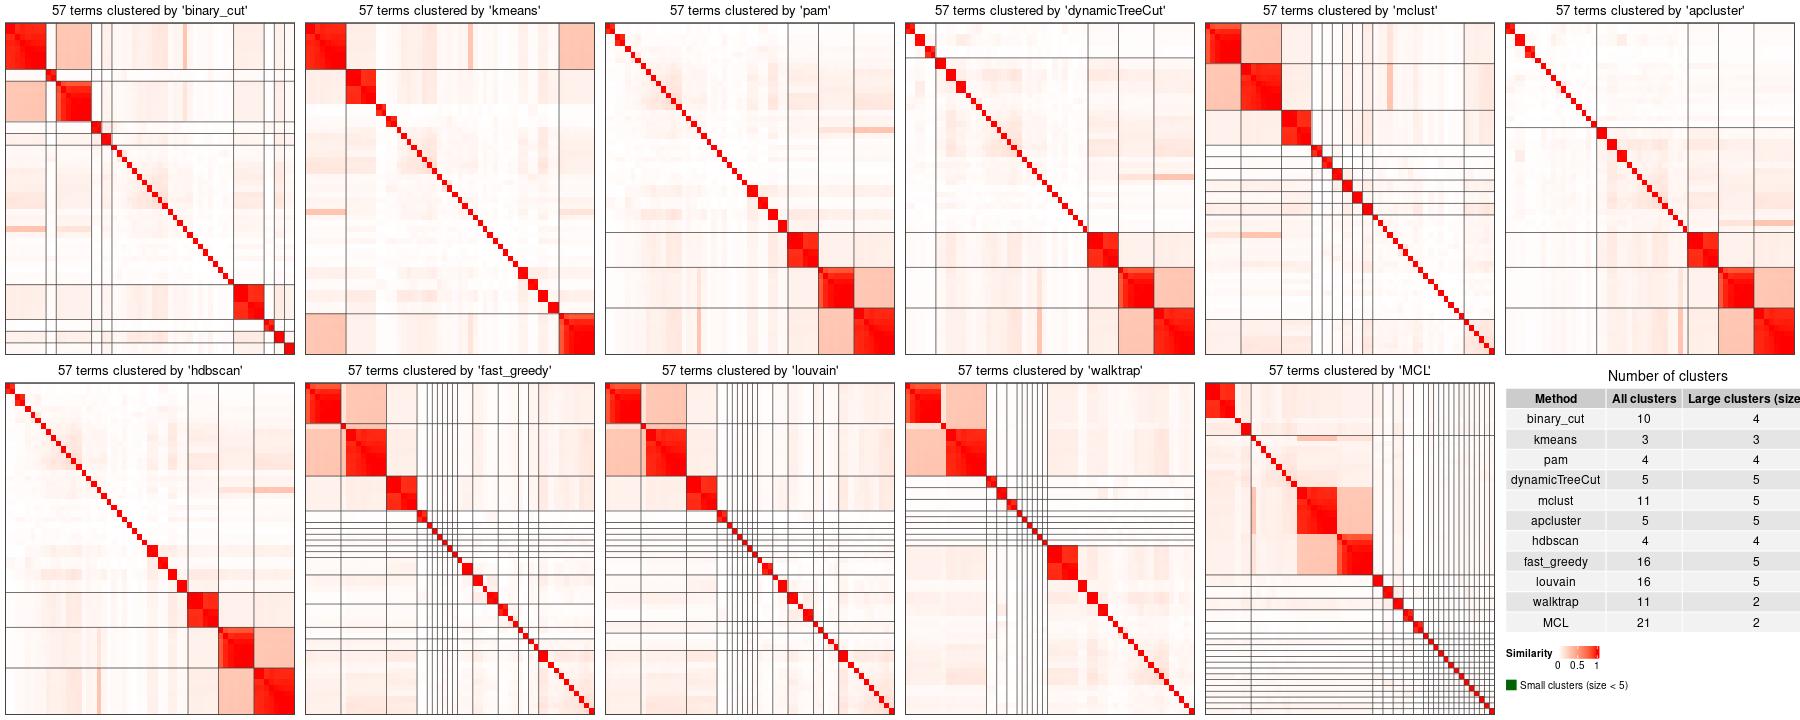 57 terms clustered by 'binary_cut'
57 terms clustered by 'kmeans'
57 terms clustered by 'pam'
57 terms clustered by 'dynamicTreeCut'
57 terms clustered by 'mclust'
57 terms clustered by 'apcluster'
57 terms clustered by 'hdbscan'
57 terms clustered by 'fast_greedy'
57 terms clustered by 'louvain'
57 terms clustered by 'walktrap'
57 terms clustered by 'MCL'
Number of clusters
Method All clusters Large clusters (size
binary_cut 10 4
kmeans 3 3
pam 4 4
dynamicTreeCut 5 5
mclust 11 5
apcluster 5 5
hdbscan 4 4
fast_greedy 16 5
louvain 16 5
walktrap 11 2
MCL 21 2
Similarity
0 0.5 1
Small clusters (size < 5)